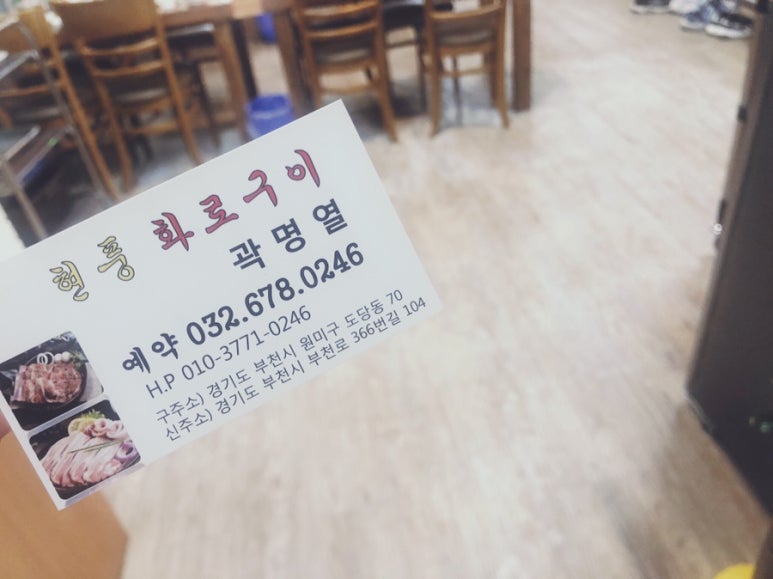 현풍 화로구이
곽명열
예약 032.678.0246
H.P 010-3771-0246
구주소) 경기도 부천시 원미구 도당동 70
신주소) 경기도 부천시 부천로 366번길 104